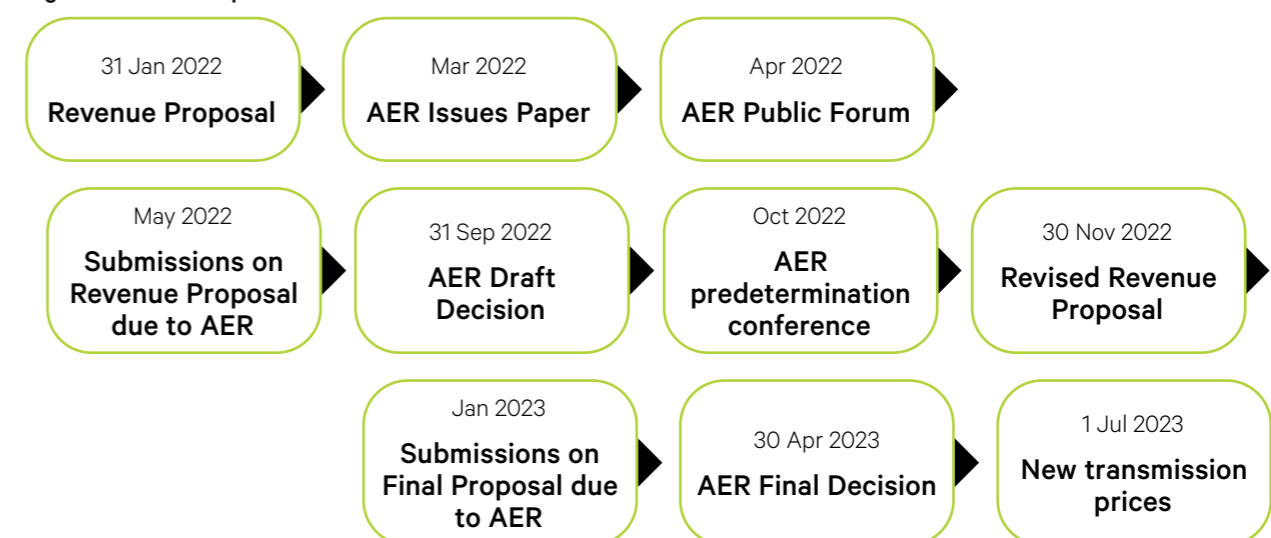 31 Jan 2022
Revenue Proposal
Mar 2022
AER Issues Paper
Apr 2022
AER Public Forum
May 2022
Submissions on
Revenue Proposal
due to AER
31 Sep 2022
AER Draft
Decision
Oct 2022
AER
predetermination
conference
30 Nov 2022
Revised Revenue
Proposal
Jan 2023
Submissions on
Final Proposal due
to AER
30 Apr 2023
AER Final Decision
1 Jul 2023
New transmission
prices